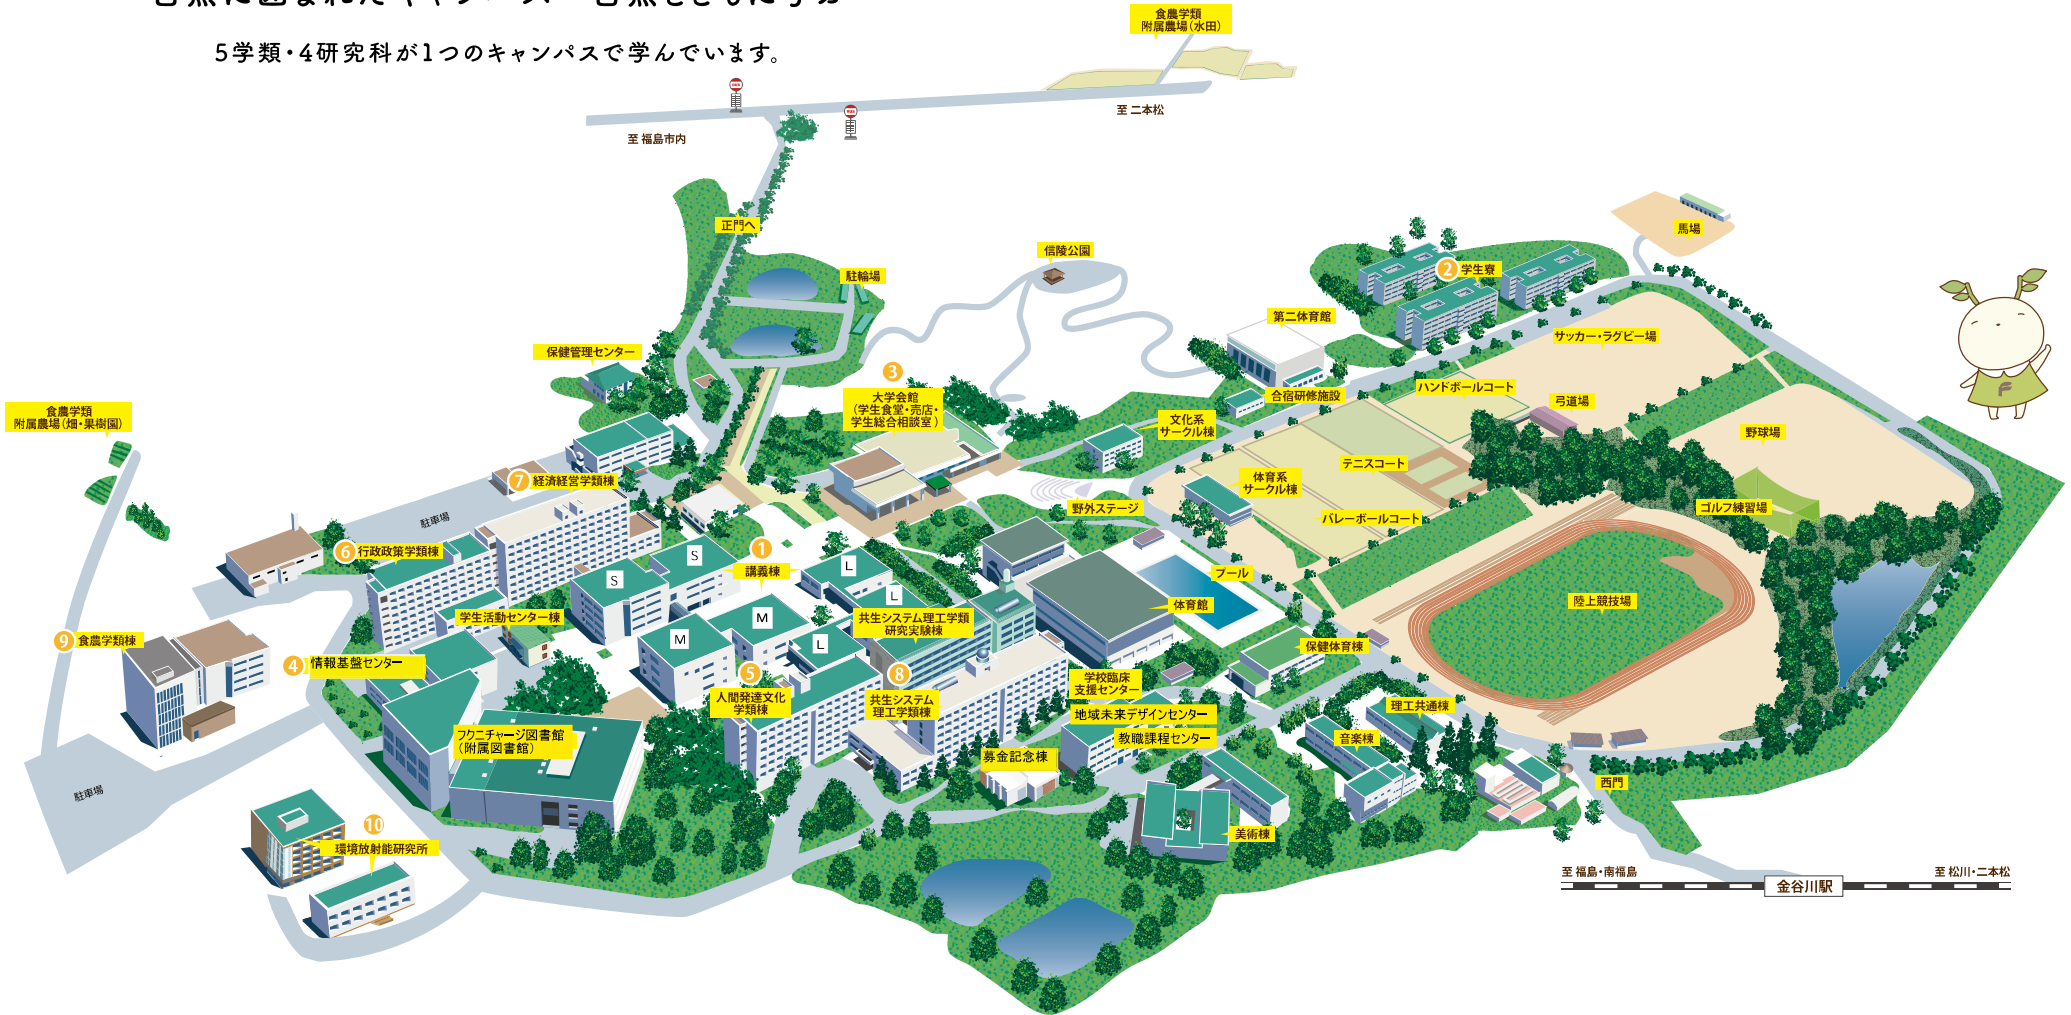 5学類・4研究科が1つのキャンパスで学んでいます。
食農学類
附属農場(水田)
至 二本松
至 福島市内
正門へ
駐輪場
信陵公園
馬場
② 学生寮
第二体育館
サッカー・ラグビー場
保健管理センター
③
大学会館
(学生食堂・売店・
学生総合相談室)
合宿研修施設
ハンドボールコート
弓道場
野球場
食農学類
附属農場(畑・果樹園)
文化系
サークル棟
テニスコート
体育系
サークル棟
⑦ 経済経営学類棟
駐車場
野外ステージ
バレーボールコート
ゴルフ練習場
⑥ 行政政策学類棟
①
講義棟
S
S
L
L
L
M
M
プール
体育館
陸上競技場
学生活動センター棟
共生システム理工学類
研究実験棟
⑨ 食農学類棟
④ 情報基盤センター
保健体育棟
⑤
人間発達文化
学類棟
⑧
共生システム
理工学類棟
学校臨床
支援センター
地域未来デザインセンター
教職課程センター
理工共通棟
音楽棟
フクニチャージ図書館
(附属図書館)
募金記念棟
西門
駐車場
美術棟
⑩
環境放射能研究所
至 福島・南福島
金谷川駅
至 松川・二本松
F